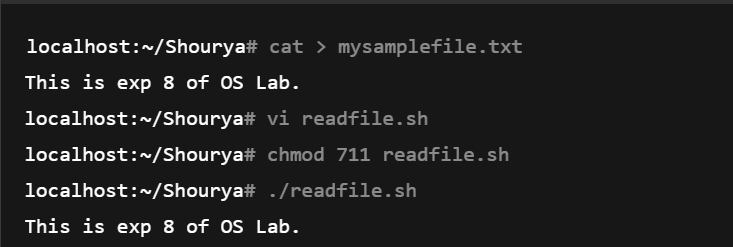 localhost:~/Shourya# cat > mysamplefile.txt
This is exp 8 of OS Lab.
localhost:~/Shourya# vi readfile.sh
localhost:~/Shourya# chmod 711 readfile.sh
localhost:~/Shourya# ./readfile.sh
This is exp 8 of OS Lab.